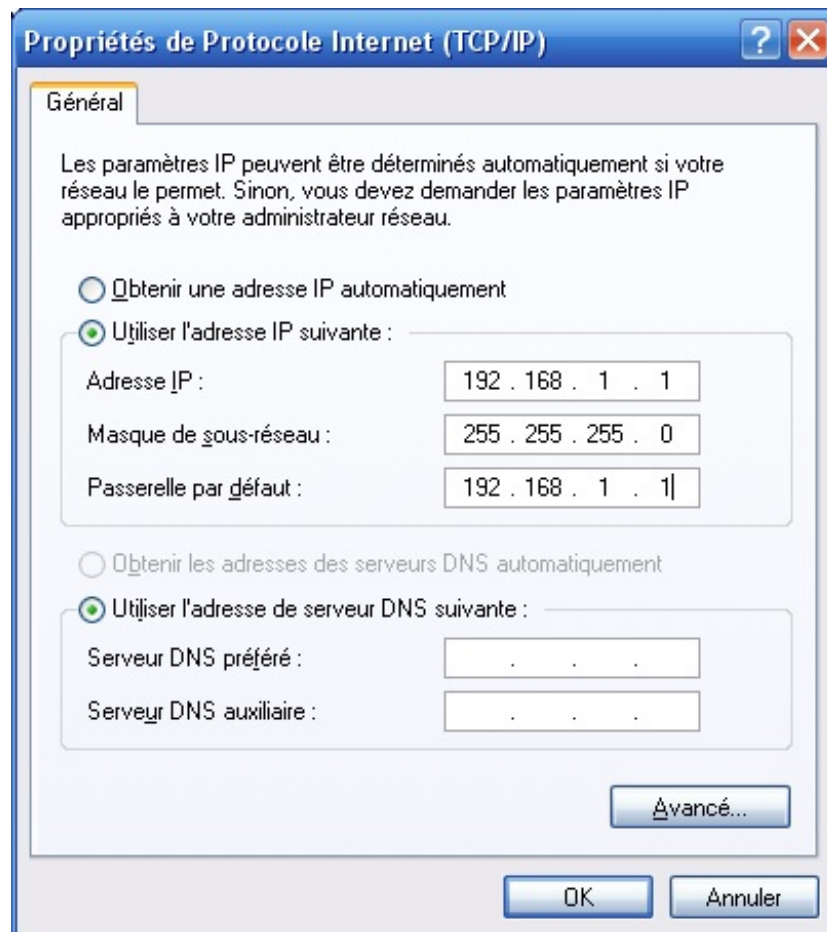 Propriétés de Protocole Internet (TCP/IP)
Général
Les paramètres IP peuvent être déterminés automatiquement si votre
réseau le permet. Sinon, vous devez demander les paramètres IP
appropriés à votre administrateur réseau.
Obtenir une adresse IP automatiquement
Utiliser l'adresse IP suivante :
Adresse IP : 192 . 168 . 1 . 1
Masque de sous-réseau : 255 . 255 . 255 . 0
Passerelle par défaut : 192 . 168 . 1 . 1
Obtenir les adresses des serveurs DNS automatiquement
Utiliser l'adresse de serveur DNS suivante :
Serveur DNS préféré : . . .
Serveur DNS auxiliaire : . . .
Avancé...
OK Annuler